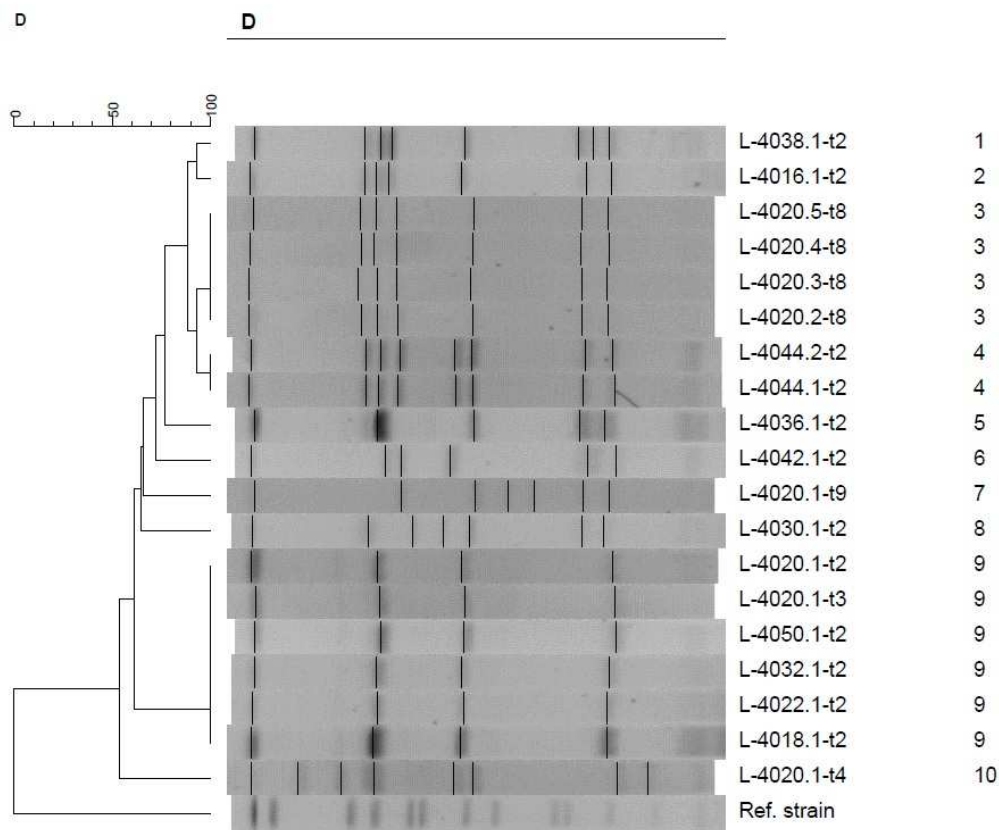 D D
0 50 100
L-4038.1-t2 1
L-4016.1-t2 2
L-4020.5-t8 3
L-4020.4-t8 3
L-4020.3-t8 3
L-4020.2-t8 3
L-4044.2-t2 4
L-4044.1-t2 4
L-4036.1-t2 5
L-4042.1-t2 6
L-4020.1-t9 7
L-4030.1-t2 8
L-4020.1-t2 9
L-4020.1-t3 9
L-4050.1-t2 9
L-4032.1-t2 9
L-4022.1-t2 9
L-4018.1-t2 9
L-4020.1-t4 10
Ref. strain